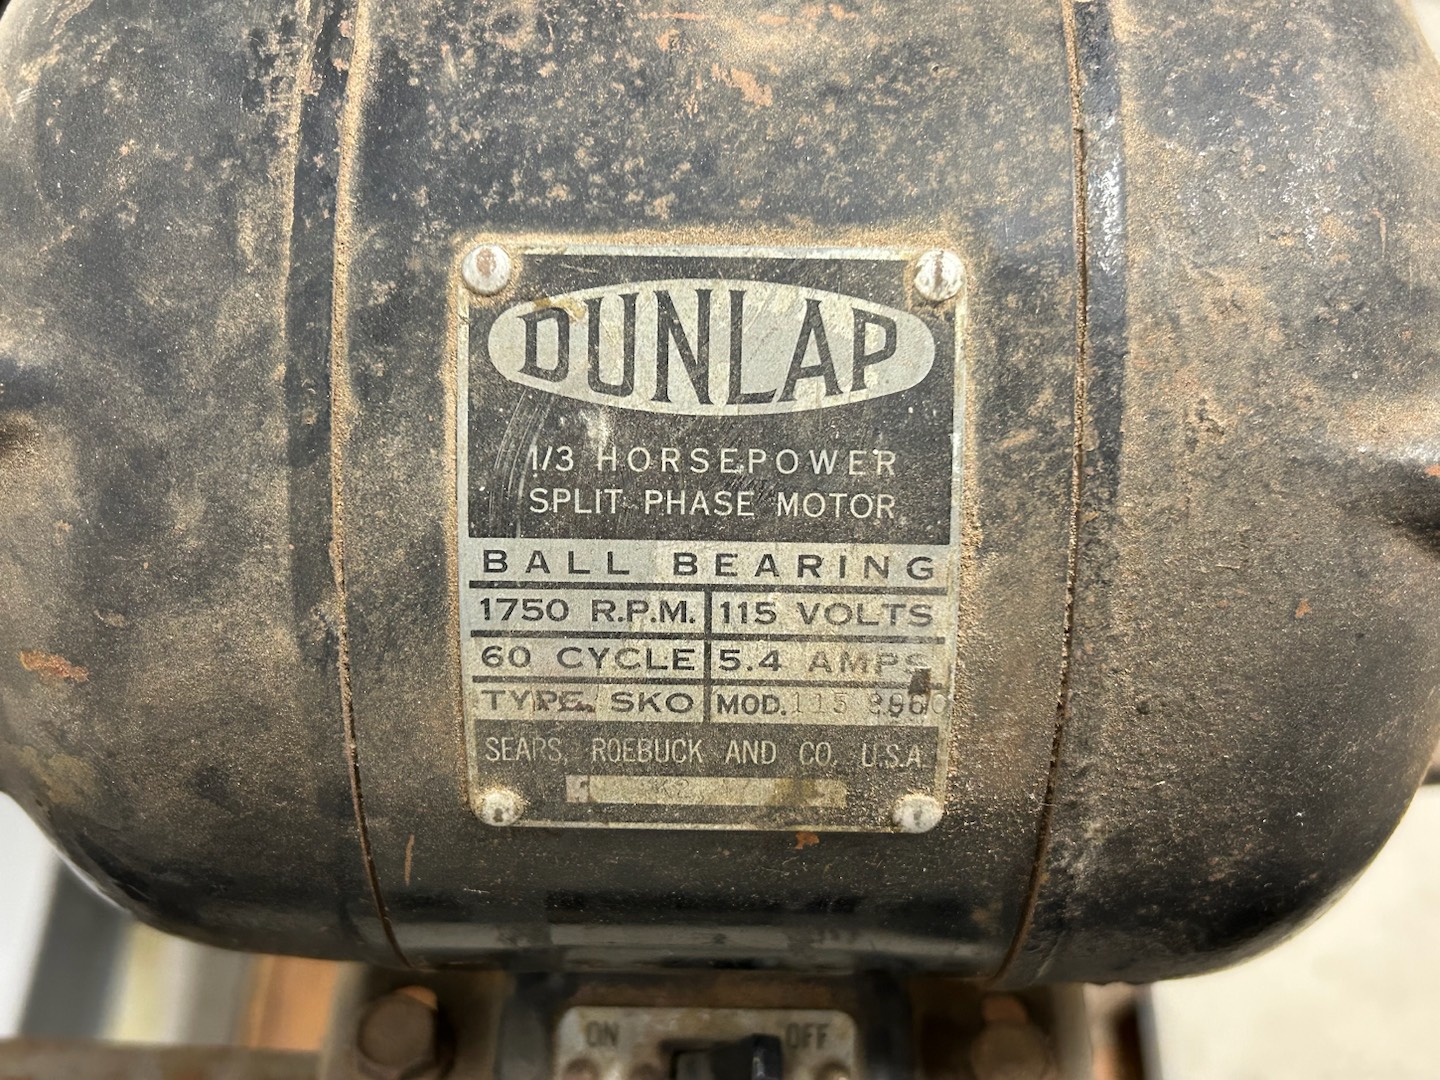 DUNLAP
1/3 HORSEPOWER
SPLIT PHASE MOTOR
BALL BEARING
1750 R.P.M. 115 VOLTS
60 CYCLE 5.4 AMPS
TYPE SKO MOD. 115
SEARS, ROEBUCK AND CO. U.S.A.
ON OFF